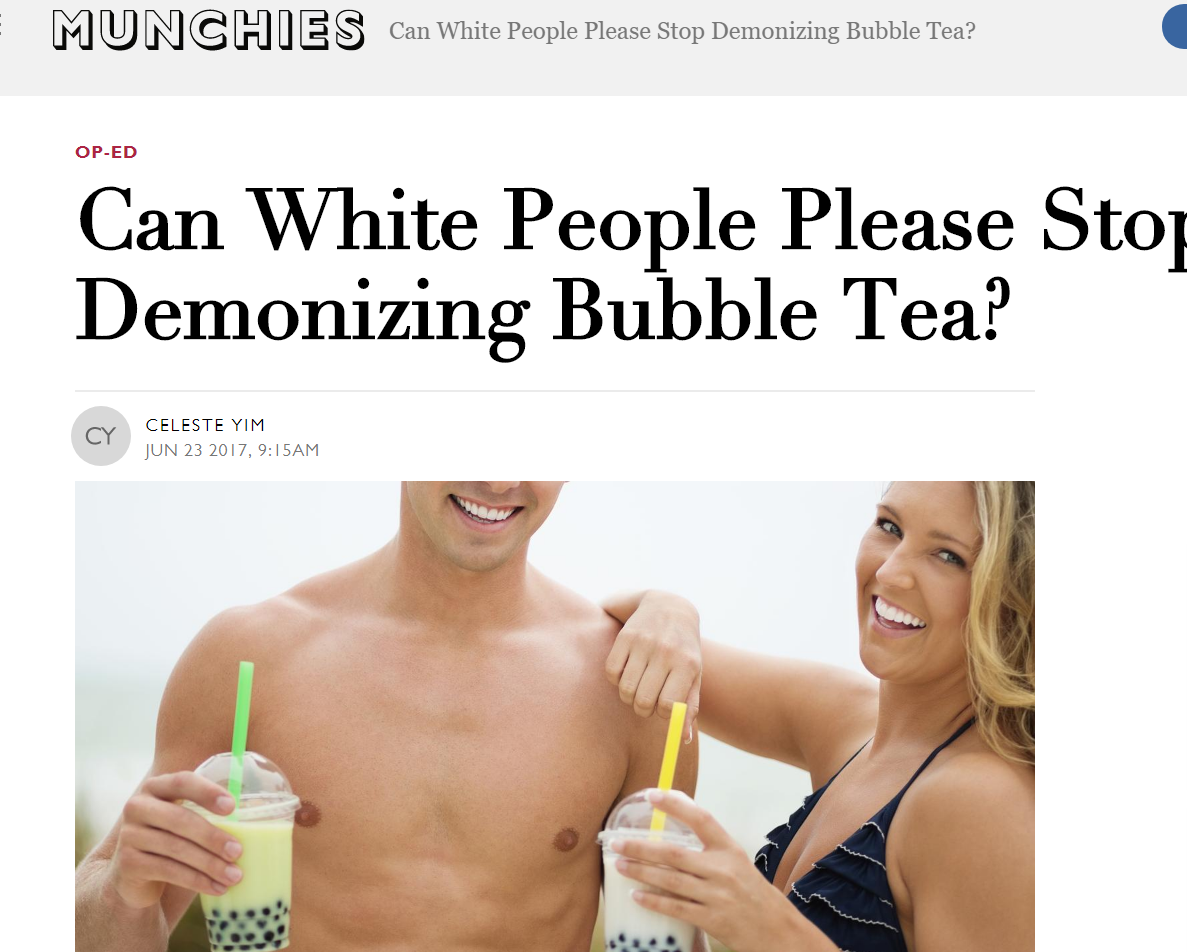 MUNCHIES Can White People Please Stop Demonizing Bubble Tea?
OP-ED
Can White People Please Stop
Demonizing Bubble Tea?
CY
CELESTE YIM
JUN 23 2017, 9:15AM